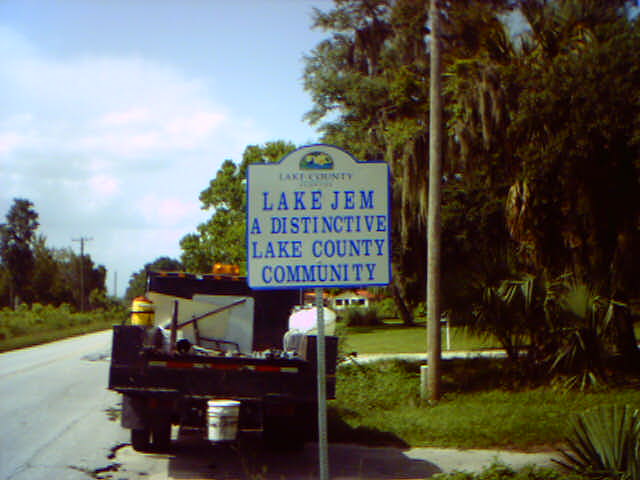 LAKE COUNTY
LAKE JEM
A DISTINCTIVE
LAKE COUNTY
COMMUNITY